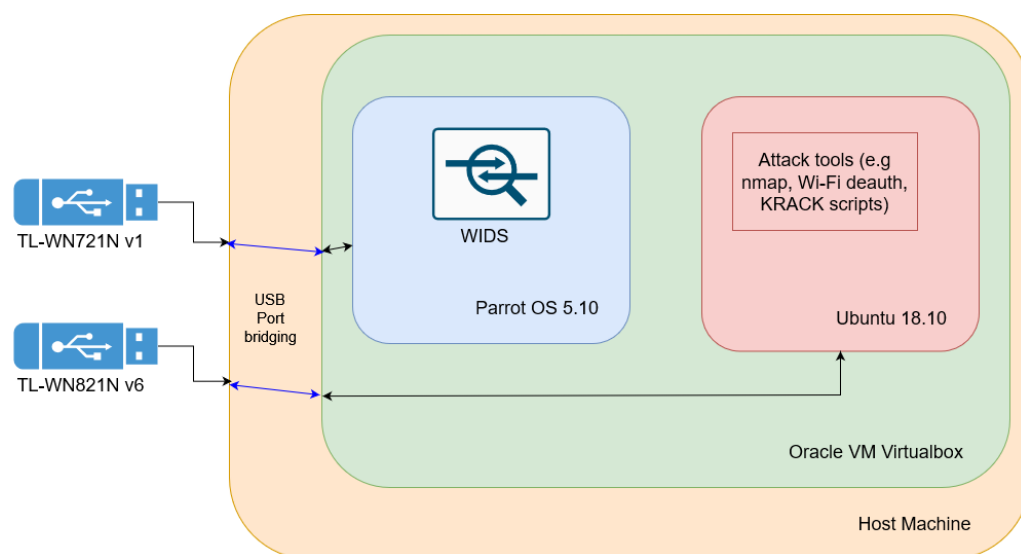 TL-WN721N v1
TL-WN821N v6
USB
Port
bridging
WIDS
Parrot OS 5.10
Attack tools (e.g
nmap, Wi-Fi deauth,
KRACK scripts)
Ubuntu 18.10
Oracle VM Virtualbox
Host Machine